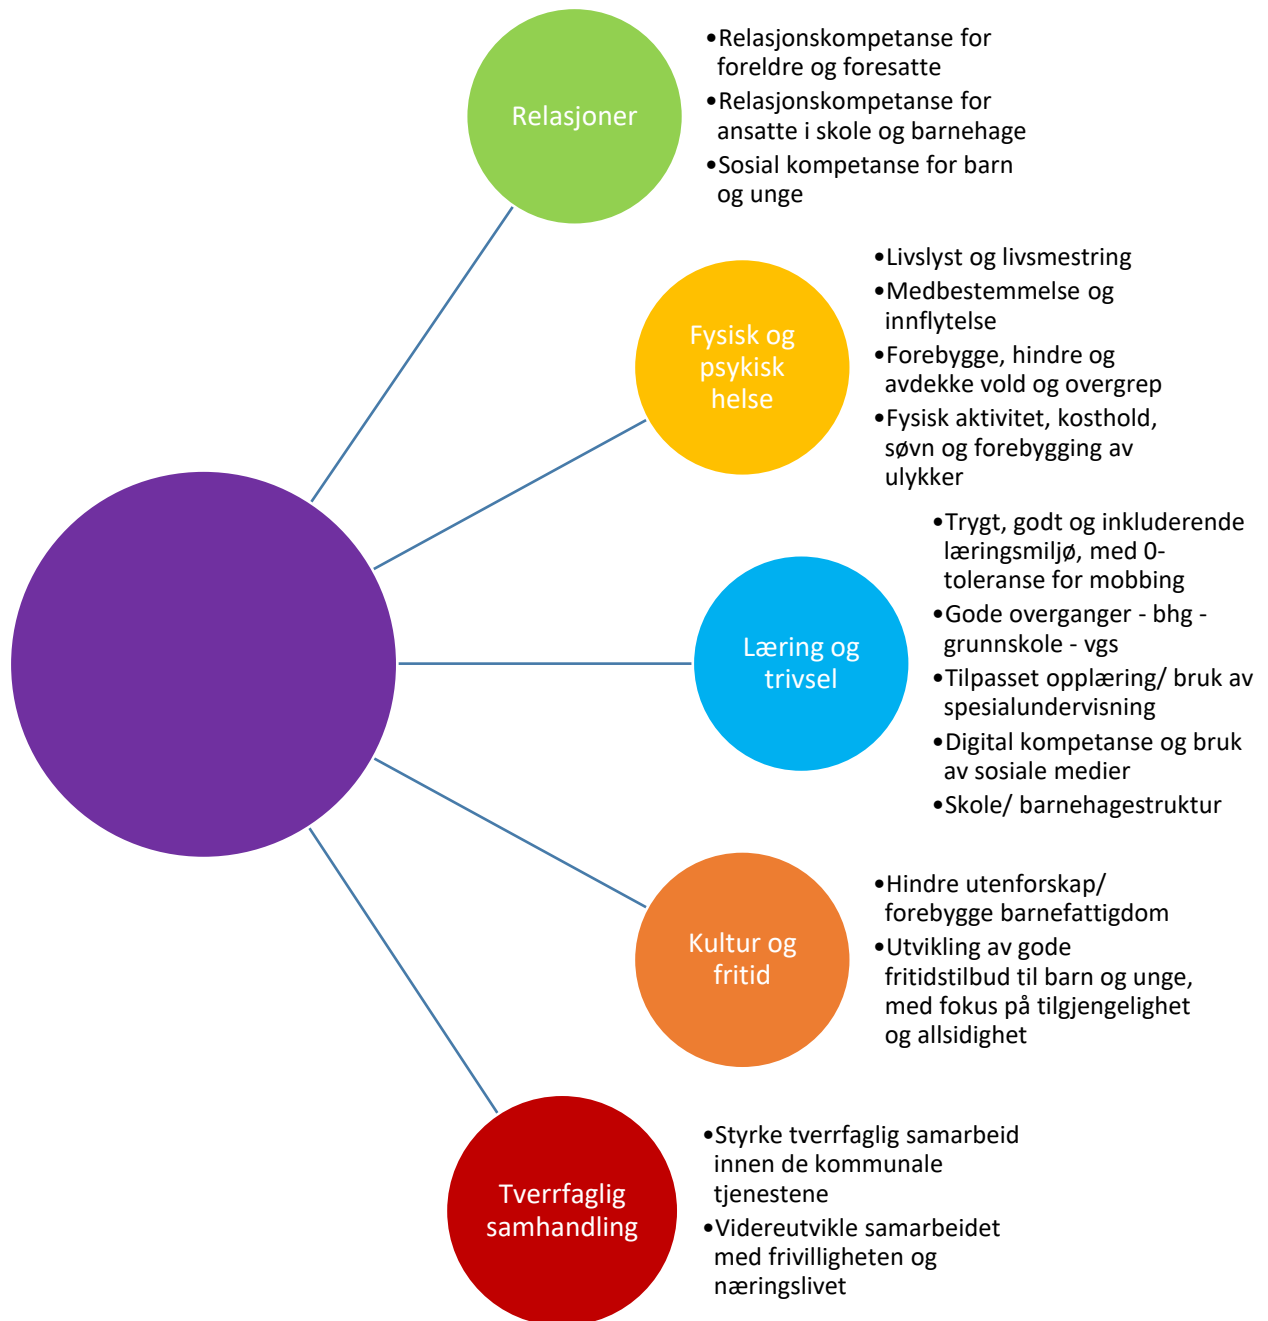 Relasjoner
•Relasjonskompetanse for
foreldre og foresatte
•Relasjonskompetanse for
ansatte i skole og barnehage
•Sosial kompetanse for barn
og unge
Fysisk og
psykisk
helse
•Livslyst og livsmestring
•Medbestemmelse og
innflytelse
•Forebygge, hindre og
avdekke vold og overgrep
•Fysisk aktivitet, kosthold,
søvn og forebygging av
ulykker
Læring og
trivsel
•Trygt, godt og inkluderende
læringsmiljø, med 0-
toleranse for mobbing
•Gode overganger - bhg -
grunnskole - vgs
•Tilpasset opplæring/ bruk av
spesialundervisning
•Digital kompetanse og bruk
av sosiale medier
•Skole/ barnehagestruktur
Kultur og
fritid
•Hindre utenforskap/
forebygge barnefattigdom
•Utvikling av gode
fritidstilbud til barn og unge,
med fokus på tilgjengelighet
og allsidighet
Tverrfaglig
samhandling
•Styrke tverrfaglig samarbeid
innen de kommunale
tjenestene
•Videreutvikle samarbeidet
med frivilligheten og
næringslivet